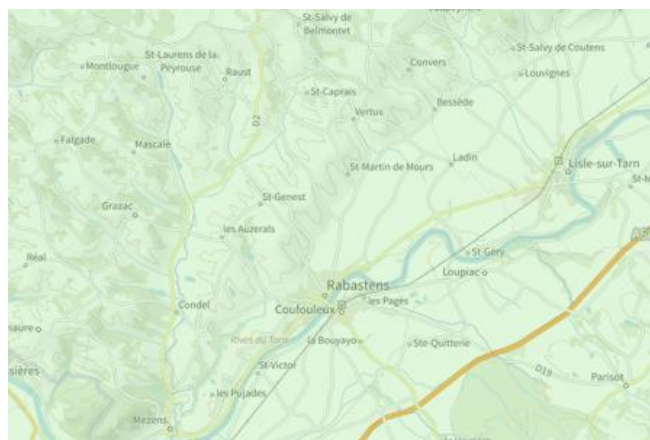 St-Salvy de
Belmontet
St-Salvy de Coutens
St-Laurens de la
Peyrouse
Montlougue
Raust
Convers
Louvignes
St-Caprais
Bessède
Vertus
D2
Falgade
Mascale
Ladin
Lisle-sur-Tarn
St-Martin de Mours
St-M
St-Genest
Grazac
les Auzerals
St-Géry
Réal
Loupiac
Rabastens
les Pagès
Condel
Coufouleux
saure
Rives du Tarn
la Bouyayo
Ste-Quitterie
St-Victor
D19
sières
Parisot
les Pujades
Mezens